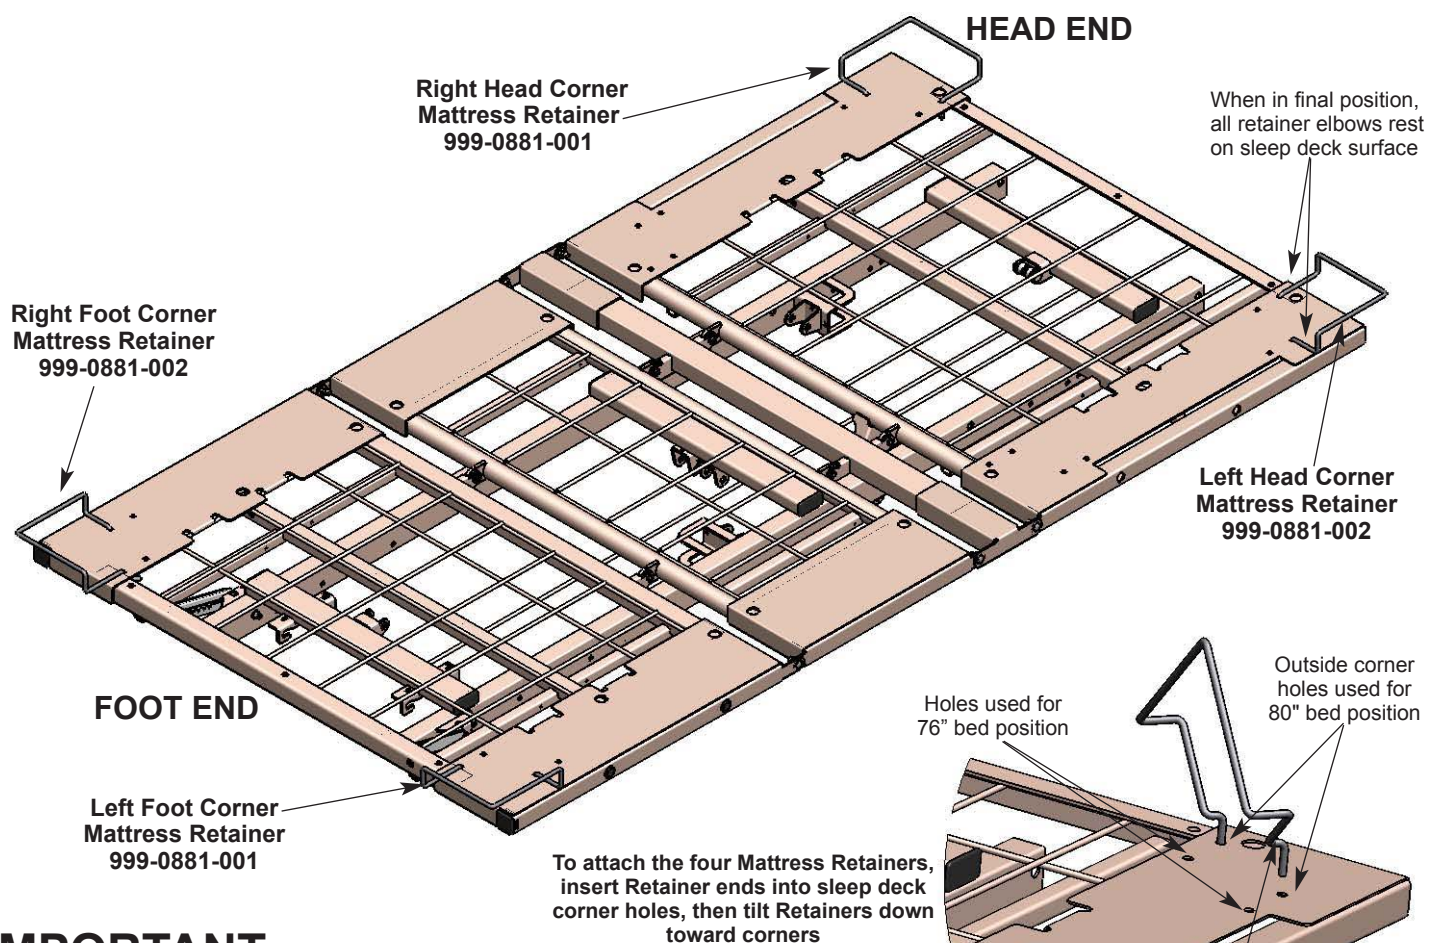 HEAD END
Right Head Corner
Mattress Retainer
999-0881-001
When in final position,
all retainer elbows rest
on sleep deck surface
Right Foot Corner
Mattress Retainer
999-0881-002
Left Head Corner
Mattress Retainer
999-0881-002
FOOT END
Holes used for
76” bed position
Outside corner
holes used for
80" bed position
Left Foot Corner
Mattress Retainer
999-0881-001
To attach the four Mattress Retainers,
insert Retainer ends into sleep deck
corner holes, then tilt Retainers down
toward corners